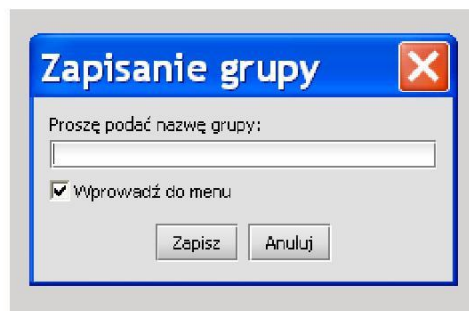 Zapisanie grupy
Proszę podać nazwę grupy:
Wprowadź do menu
Zapisz Anuluj